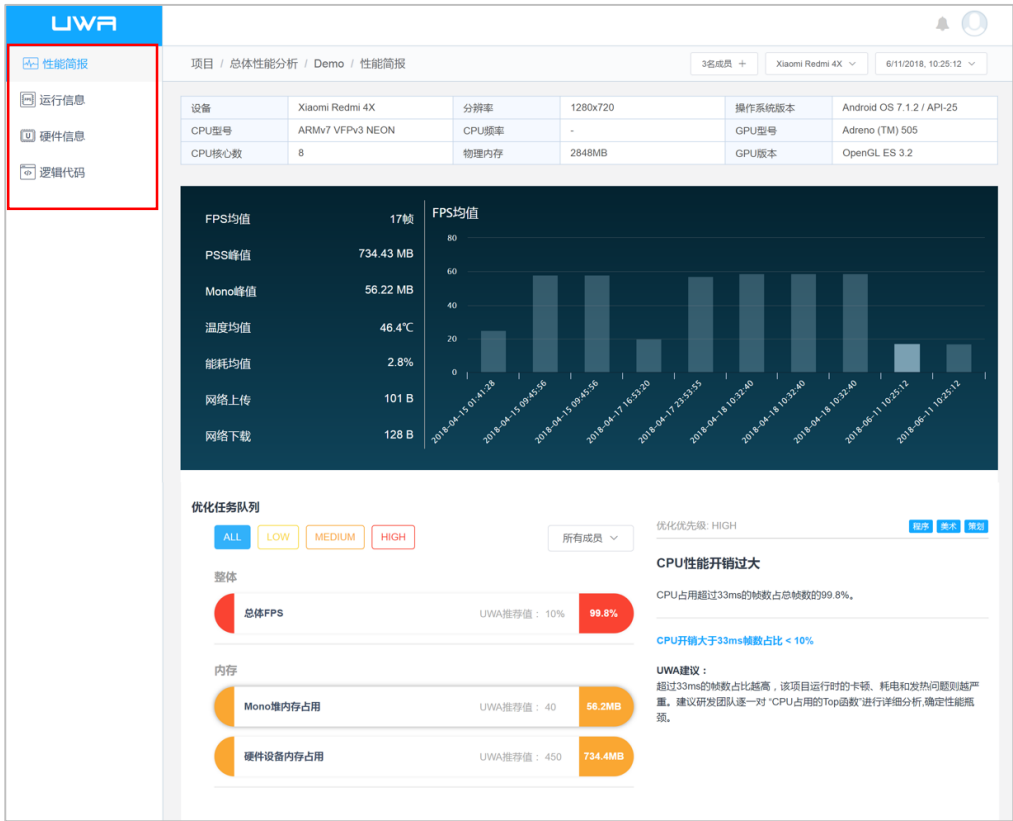 UWA
性能简报
运行信息
硬件信息
逻辑代码
项目 / 总体性能分析 / Demo / 性能简报
3名成员 +
Xiaomi Redmi 4X
6/11/2018, 10:25:12
设备 Xiaomi Redmi 4X 分辨率 1280x720 操作系统版本 Android OS 7.1.2 / API-25
CPU型号 ARMv7 VFPv3 NEON CPU频率 - GPU型号 Adreno (TM) 505
CPU核心数 8 物理内存 2848MB GPU版本 OpenGL ES 3.2
FPS均值 17帧
PSS峰值 734.43 MB
Mono峰值 56.22 MB
温度均值 46.4℃
能耗均值 2.8%
网络上传 101 B
网络下载 128 B
FPS均值
80
60
40
20
0
2018-04-15 01:41:28
2018-04-15 09:45:56
2018-04-15 09:45:56
2018-04-17 16:53:20
2018-04-17 23:53:55
2018-04-18 10:32:40
2018-04-18 10:32:40
2018-04-18 10:32:40
2018-06-11 10:25:12
2018-06-11 10:25:12
优化任务队列
ALL LOW MEDIUM HIGH
所有成员
整体
总体FPS UWA推荐值： 10% 99.8%
内存
Mono堆内存占用 UWA推荐值： 40 56.2MB
硬件设备内存占用 UWA推荐值： 450 734.4MB
优化优先级: HIGH
程序 美术 策划
CPU性能开销过大
CPU占用超过33ms的帧数占总帧数的99.8%。
CPU开销大于33ms帧数占比 < 10%
UWA建议：
超过33ms的帧数占比越高，该项目运行时的卡顿、耗电和发热问题则越严
重。建议研发团队逐一对 “CPU占用的Top函数”进行详细分析,确定性能瓶
颈。